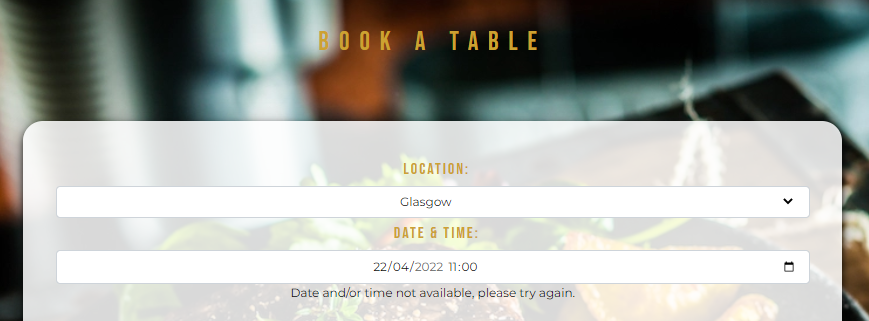 BOOK A TABLE
LOCATION:
Glasgow
DATE & TIME:
22/04/2022 11:00
Date and/or time not available, please try again.